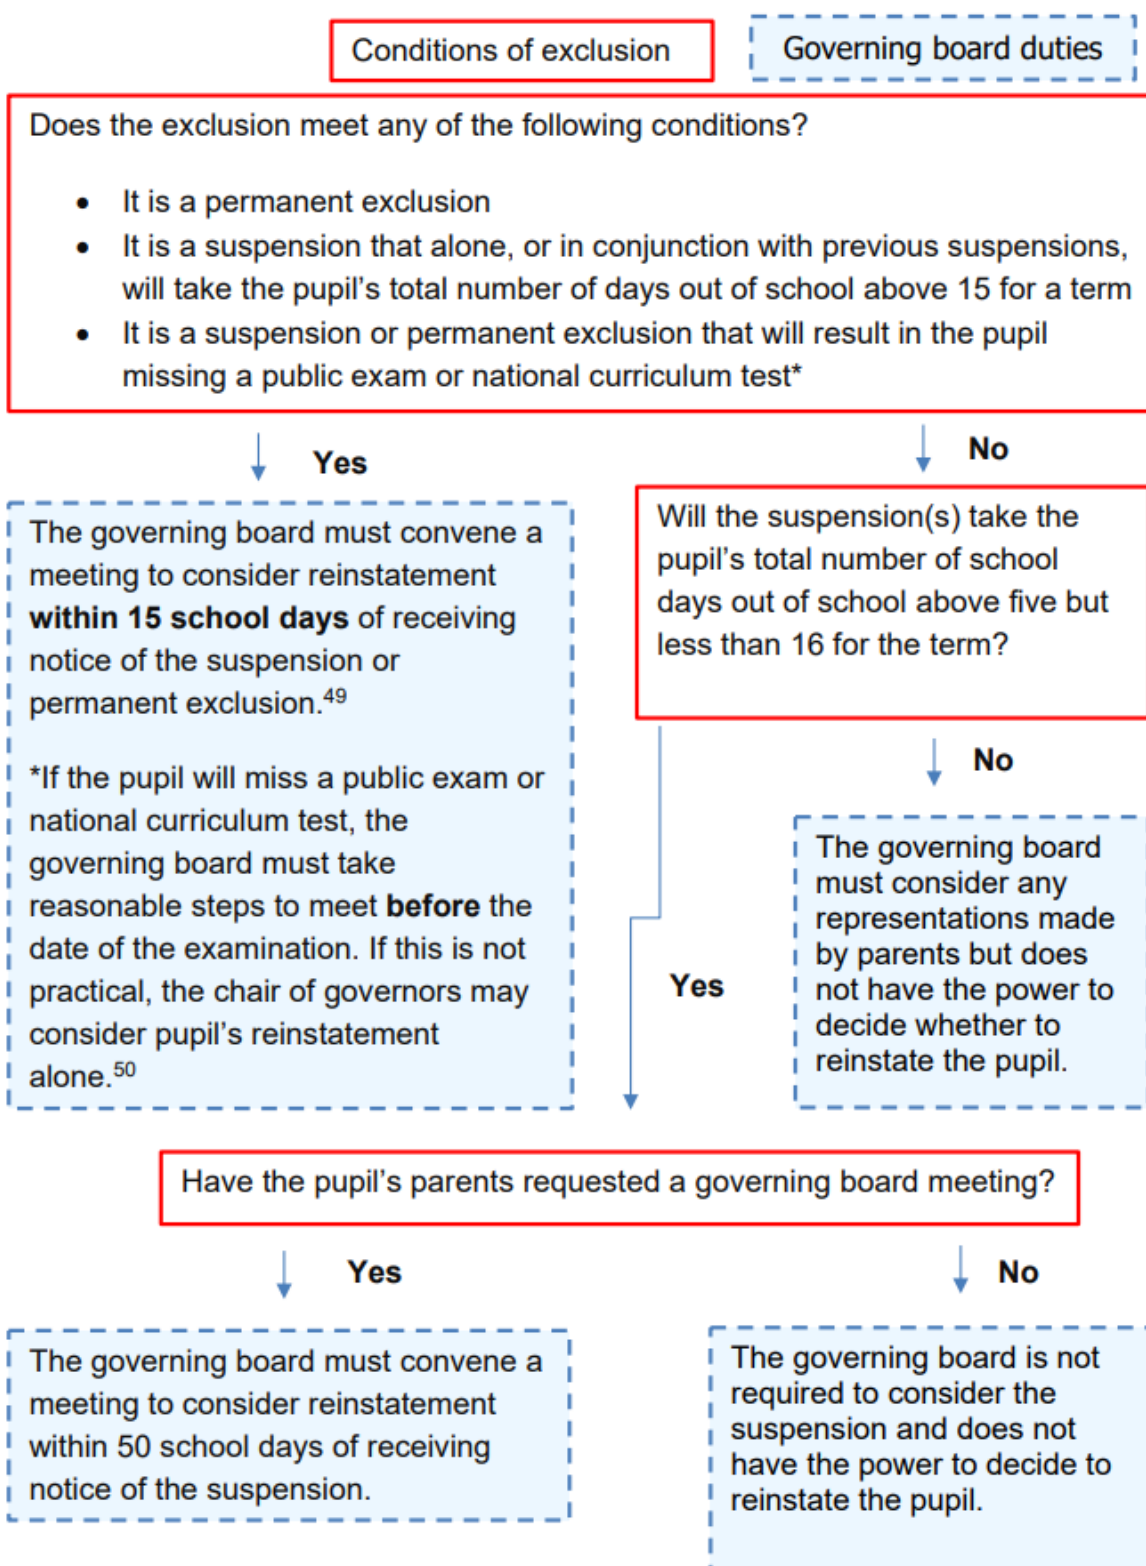 Conditions of exclusion
Governing board duties
Does the exclusion meet any of the following conditions?
• It is a permanent exclusion
• It is a suspension that alone, or in conjunction with previous suspensions,
will take the pupil's total number of days out of school above 15 for a term
• It is a suspension or permanent exclusion that will result in the pupil
missing a public exam or national curriculum test*
Yes
No
The governing board must convene a
meeting to consider reinstatement
within 15 school days of receiving
notice of the suspension or
permanent exclusion.49
*If the pupil will miss a public exam or
national curriculum test, the
governing board must take
reasonable steps to meet before the
date of the examination. If this is not
practical, the chair of governors may
consider pupil's reinstatement
alone.50
Will the suspension(s) take the
pupil's total number of school
days out of school above five but
less than 16 for the term?
No
The governing board
must consider any
representations made
by parents but does
not have the power to
decide whether to
reinstate the pupil.
Yes
Have the pupil's parents requested a governing board meeting?
Yes
No
The governing board must convene a
meeting to consider reinstatement
within 50 school days of receiving
notice of the suspension.
The governing board is not
required to consider the
suspension and does not
have the power to decide to
reinstate the pupil.